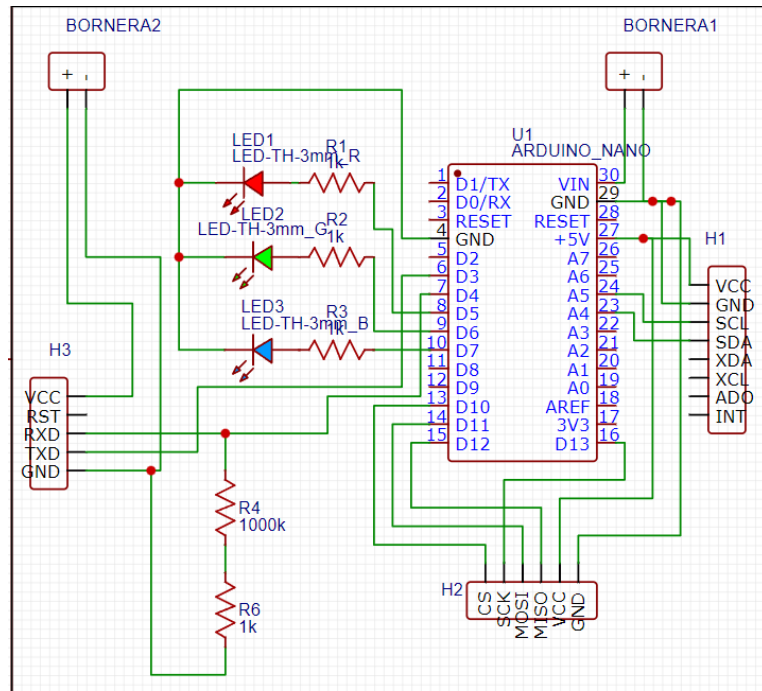 BORNERA2
BORNERA1
+ -
+ -
LED1
LED-TH-3mm_R
R1
1k
LED2
LED-TH-3mm_G
R2
1k
LED3
LED-TH-3mm_B
R3
1k
U1
ARDUINO_NANO
1 D1/TX VIN 30
2 D0/RX GND 29
3 RESET RESET 28
4 GND +5V 27
5 D2 A7 26
6 D3 A6 25
7 D4 A5 24
8 D5 A4 23
9 D6 A3 22
10 D7 A2 21
11 D8 A1 20
12 D9 A0 19
13 D10 AREF 18
14 D11 3V3 17
15 D12 D13 16
H1
VCC
GND
SCL
SDA
XDA
XCL
ADO
INT
H3
VCC
RST
RXD
TXD
GND
R4
1000k
R6
1k
H2
CS
SCK
MOSI
MISO
VCC
GND